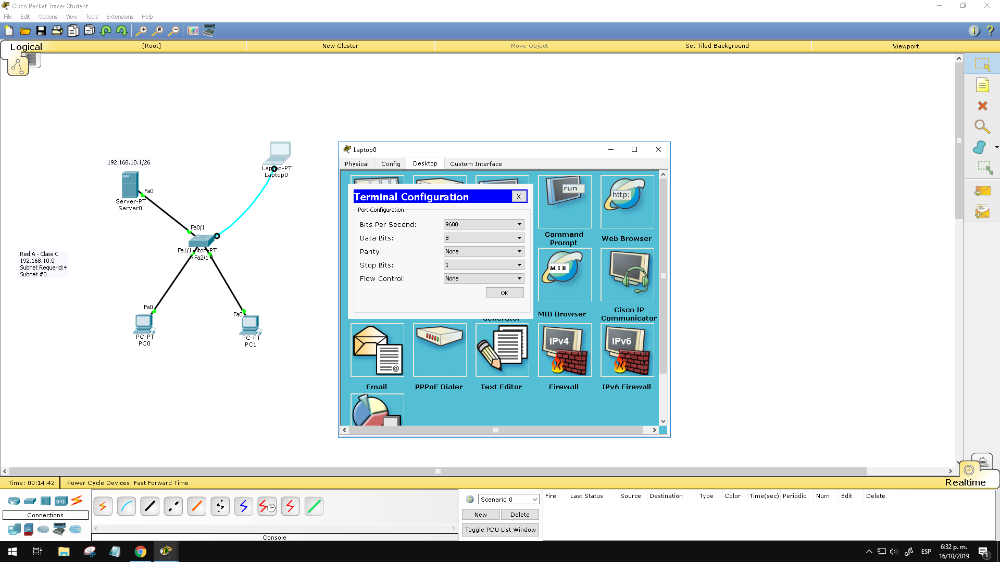 Cisco Packet Tracer Student
File Edit Options View Tools Extensions Help
Logical [Root] New Cluster Move Object Set Tiled Background Viewport
192.168.10.1/26
Fa0
Server-PT
Server0
Laptop-PT
Laptop0
Fa0/1
Fa1/1
Fa2/1
Red A - Class C
192.168.10.0
Subnet Requerid:4
Subnet #0
Fa0
PC-PT
PC0
Fa0
PC-PT
PC1
Laptop0
Physical Config Desktop Custom Interface
Terminal Configuration X
Port Configuration
Bits Per Second: 9600
Data Bits: 8
Parity: None
Stop Bits: 1
Flow Control: None
OK
run
http:
Command
Prompt
Web Browser
MIB
Generator
MIB Browser
Cisco IP
Communicator
@
IPv4
IPv6
Email
PPPoE Dialer
Text Editor
Firewall
IPv6 Firewall
Time: 00:14:42 Power Cycle Devices Fast Forward Time
Realtime
Connections
Console
Scenario 0
New Delete
Toggle PDU List Window
Fire Last Status Source Destination Type Color Time(sec) Periodic Num Edit Delete
ESP
6:32 p. m.
16/10/2019
1